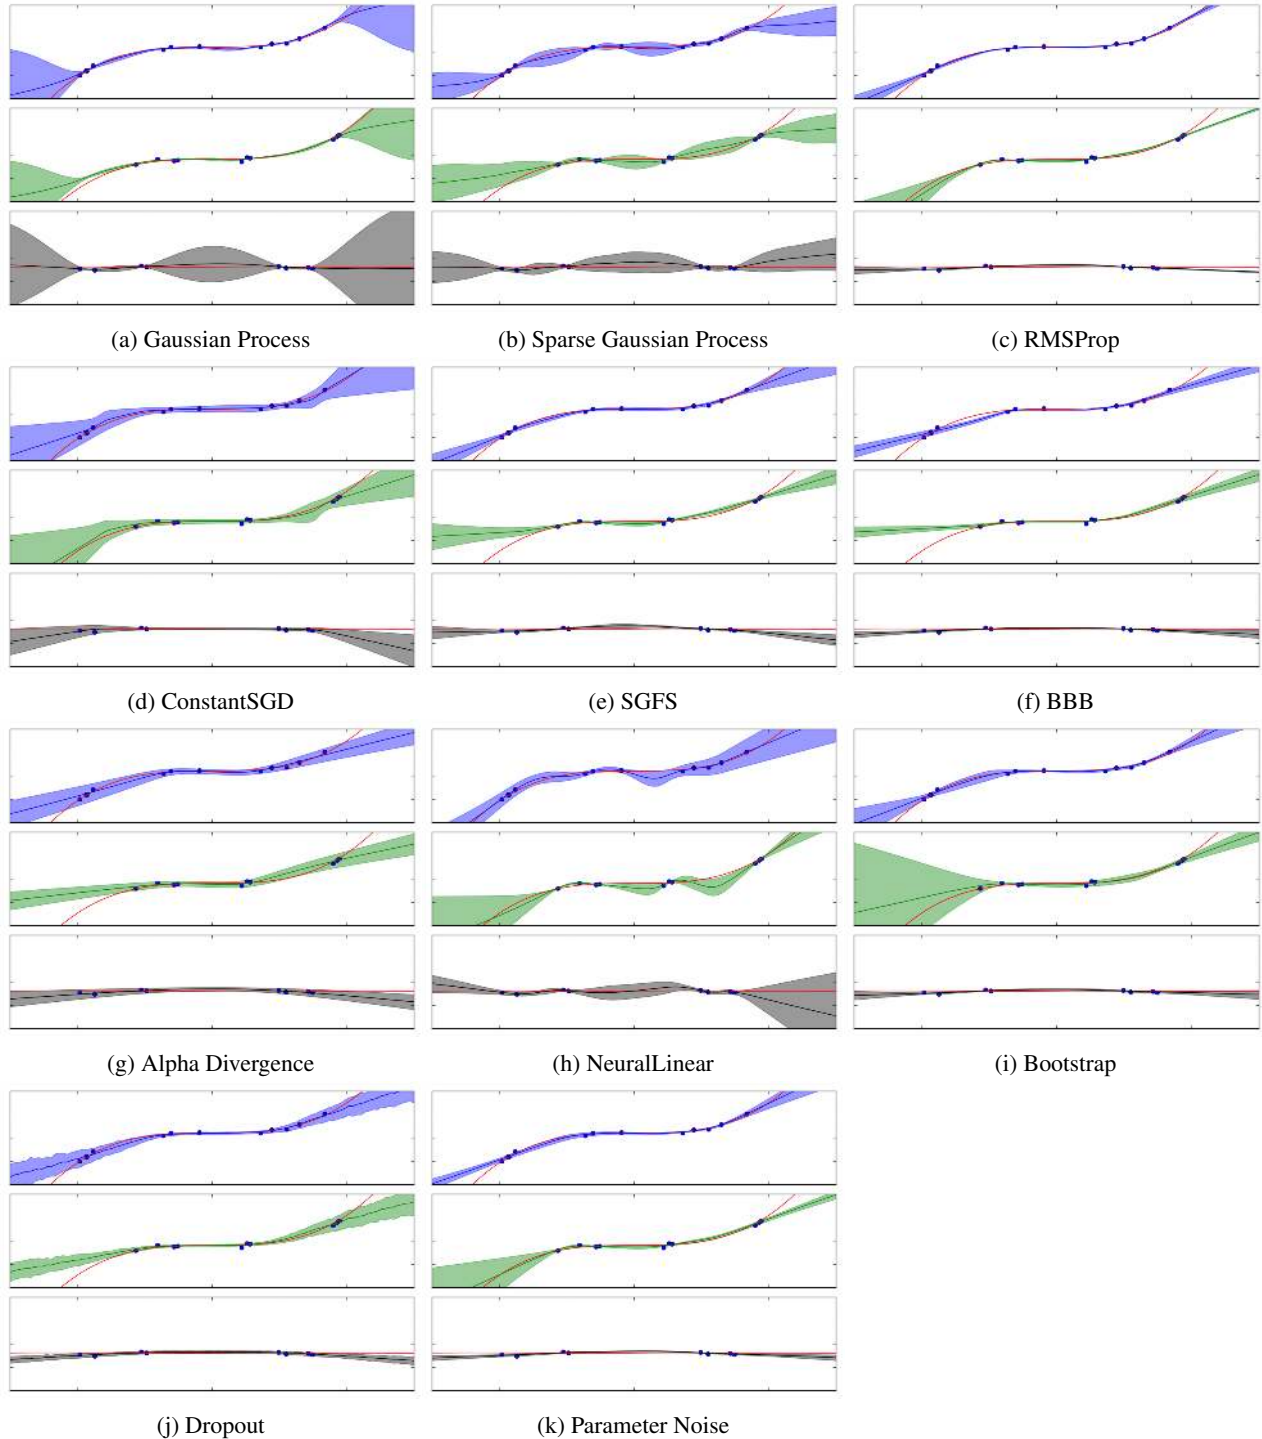 (a) Gaussian Process
(b) Sparse Gaussian Process
(c) RMSProp
(d) ConstantSGD
(e) SGFS
(f) BBB
(g) Alpha Divergence
(h) NeuralLinear
(i) Bootstrap
(j) Dropout
(k) Parameter Noise